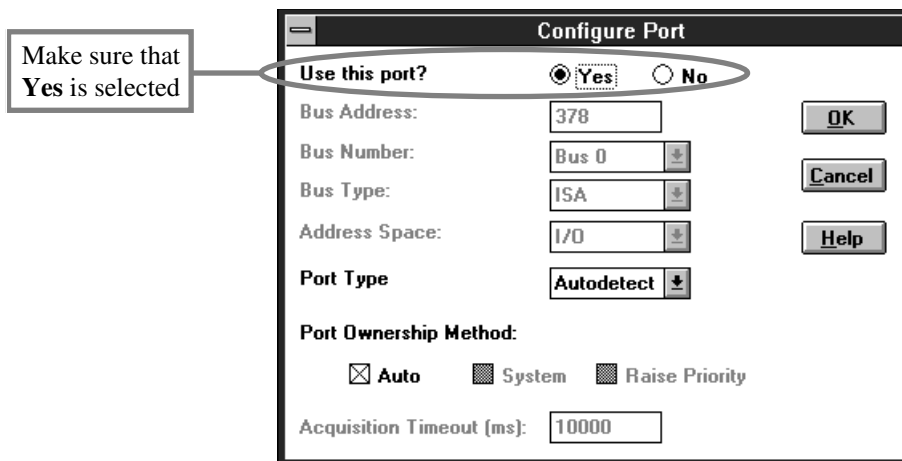 Configure Port
Make sure that
Yes is selected
Use this port? Yes No
Bus Address: 378 OK
Bus Number: Bus 0
Cancel
Bus Type: ISA
Address Space: I/O Help
Port Type Autodetect
Port Ownership Method:
Auto System Raise Priority
Acquisition Timeout (ms): 10000